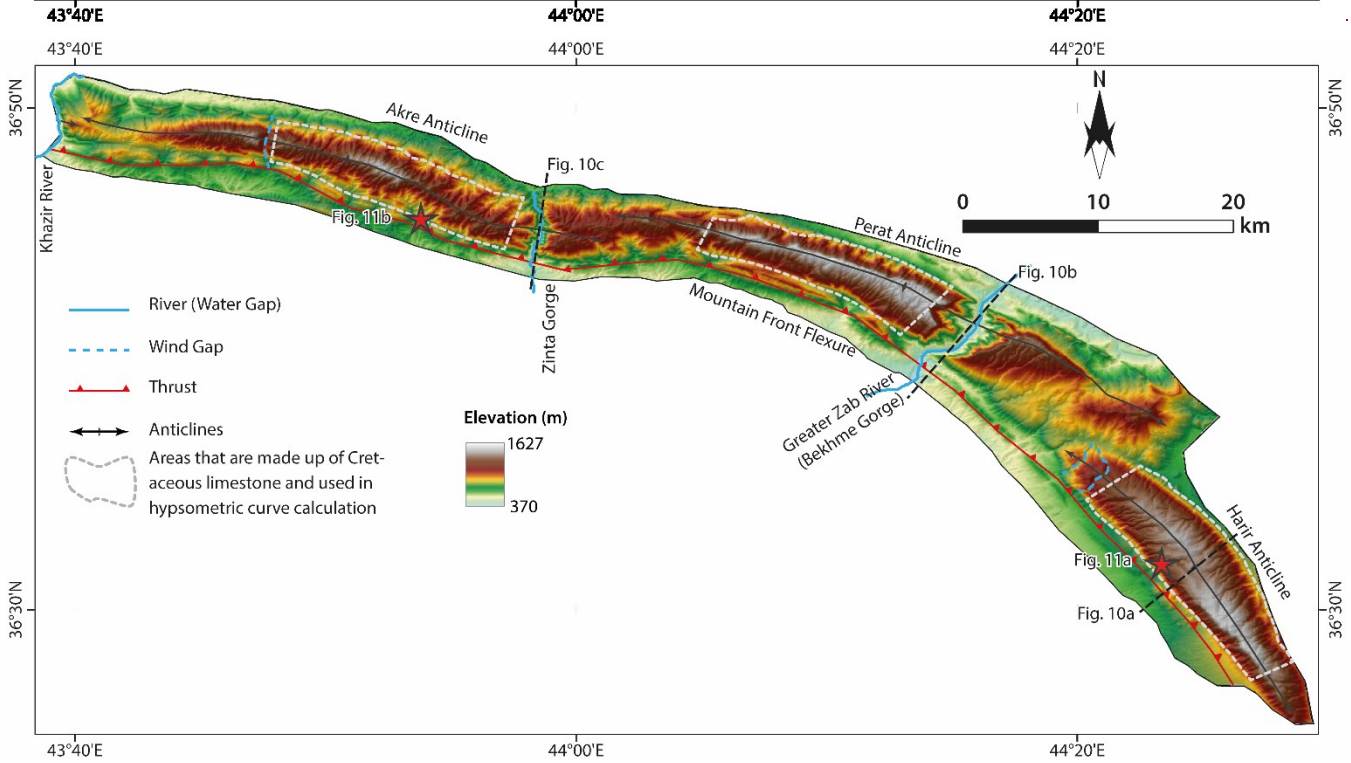 43°40'E 44°00'E 44°20'E
43°40'E 44°00'E 44°20'E
36°50'N
36°50'N
N
Akre Anticline
Fig. 10c
Khazir River
Fig. 11b
0 10 20
km
Perat Anticline
Fig. 10b
Zinta Gorge
Mountain Front Flexure
River (Water Gap)
Wind Gap
Thrust
Anticlines
Areas that are made up of Cret-
aceous limestone and used in
hypsometric curve calculation
Elevation (m)
1627
370
Greater Zab River
(Bekhme Gorge)
Harir Anticline
Fig. 11a
Fig. 10a
36°30'N
36°30'N
43°40'E 44°00'E 44°20'E